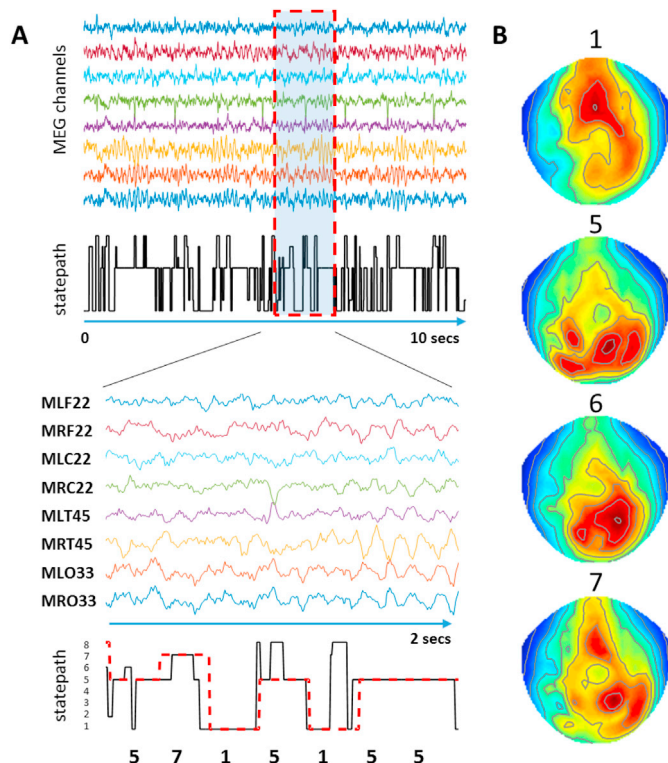 A
MEG channels
statepath
0 10 secs
MLF22
MRF22
MLC22
MRC22
MLT45
MRT45
MLO33
MRO33
2 secs
statepath
8
7
6
5
4
3
2
1
5 7 1 5 1 5 5
B
1
5
6
7